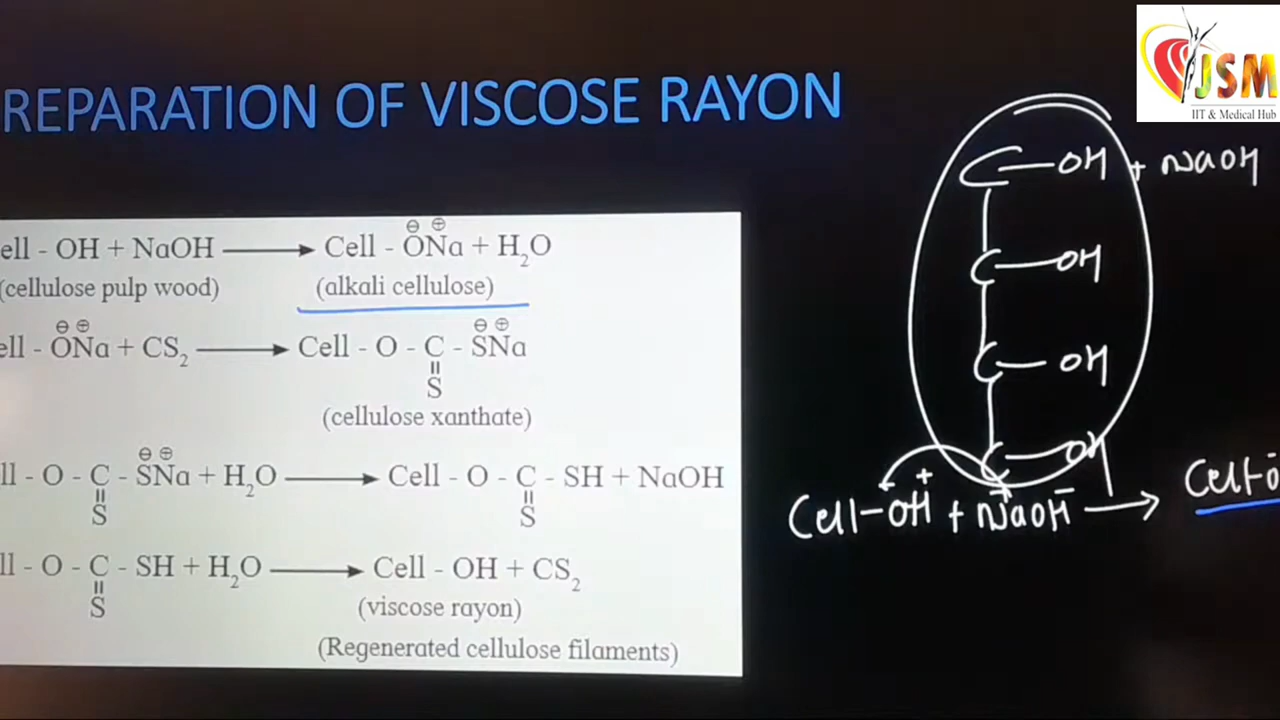 REPARATION OF VISCOSE RAYON
JSM
IIT & Medical Hub
ell - OH + NaOH ⟶ Cell - O⊖Na⊕ + H₂O
(cellulose pulp wood) (alkali cellulose)
ell - O⊖Na⊕ + CS₂ ⟶ Cell - O - C - S⊖Na⊕
||
S
(cellulose xanthate)
ll - O - C - S⊖Na⊕ + H₂O ⟶ Cell - O - C - SH + NaOH
|| ||
S S
ll - O - C - SH + H₂O ⟶ Cell - OH + CS₂
||
S
(viscose rayon)
(Regenerated cellulose filaments)
C-OH + NaOH
C-OH
C-OH
C-OH
Cell-OH⁺ + Na⁺OH⁻ ⟶ Cell-O⁻